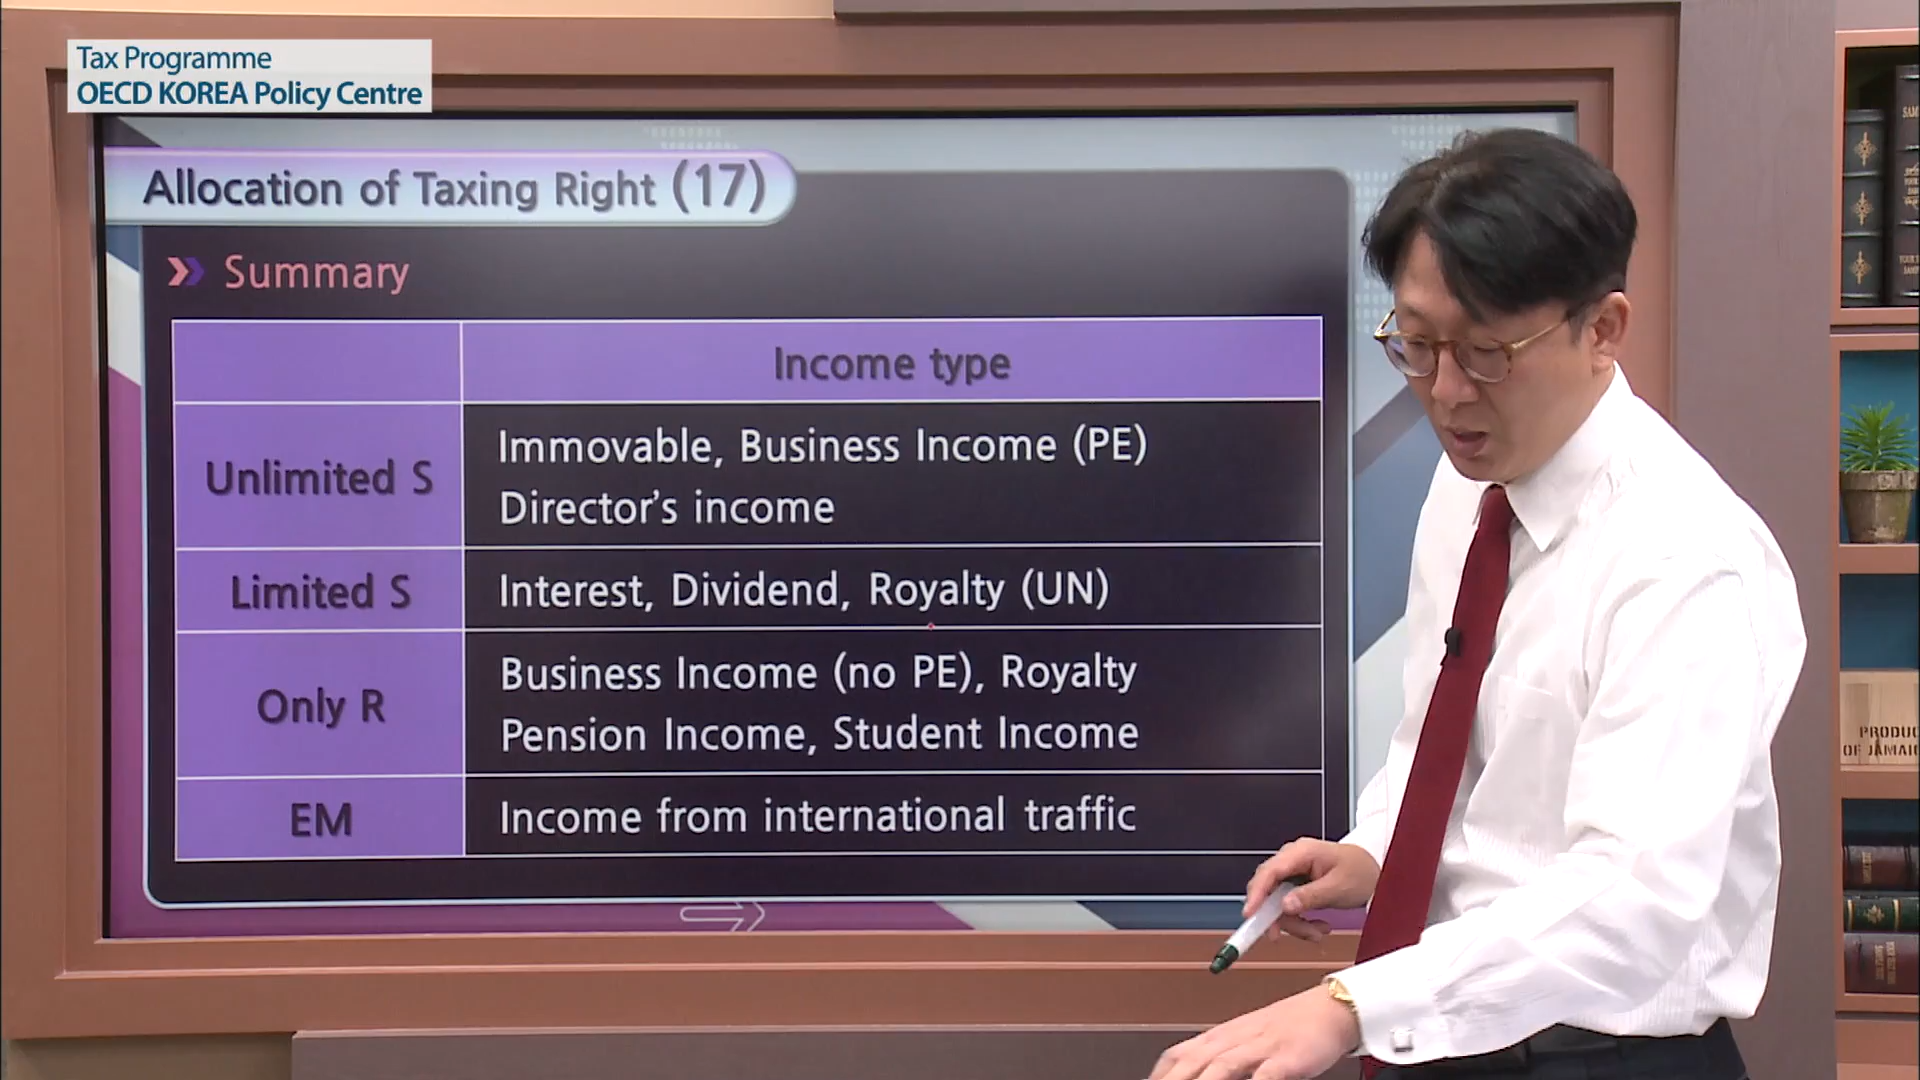 Tax Programme
OECD KOREA Policy Centre
Allocation of Taxing Right (17)
Summary
Income type
Unlimited S
Immovable, Business Income (PE)
Director's income
Limited S
Interest, Dividend, Royalty (UN)
Only R
Business Income (no PE), Royalty
Pension Income, Student Income
EM
Income from international traffic
PRODUC
OF JAMAI